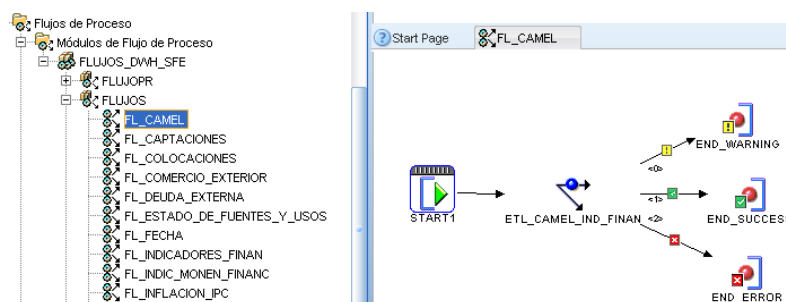 Flujos de Proceso
Módulos de Flujo de Proceso
FLUJOS_DWH_SFE
FLUJOPR
FLUJOS
FL_CAMEL
FL_CAPTACIONES
FL_COLOCACIONES
FL_COMERCIO_EXTERIOR
FL_DEUDA_EXTERNA
FL_ESTADO_DE_FUENTES_Y_USOS
FL_FECHA
FL_INDICADORES_FINAN
FL_INDIC_MONEN_FINANC
FL_INFLACION_IPC
Start Page FL_CAMEL
END_WARNING
<0>
START1 ETL_CAMEL_IND_FINAN <1> END_SUCCES
<2>
END_ERROR